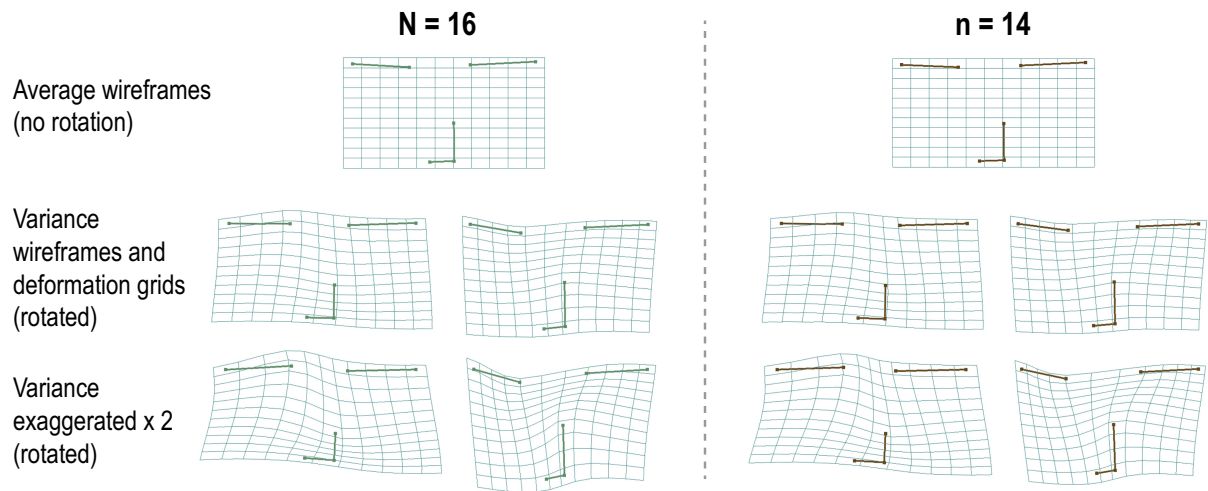 N = 16
n = 14
Average wireframes
(no rotation)
Variance
wireframes and
deformation grids
(rotated)
Variance
exaggerated x 2
(rotated)